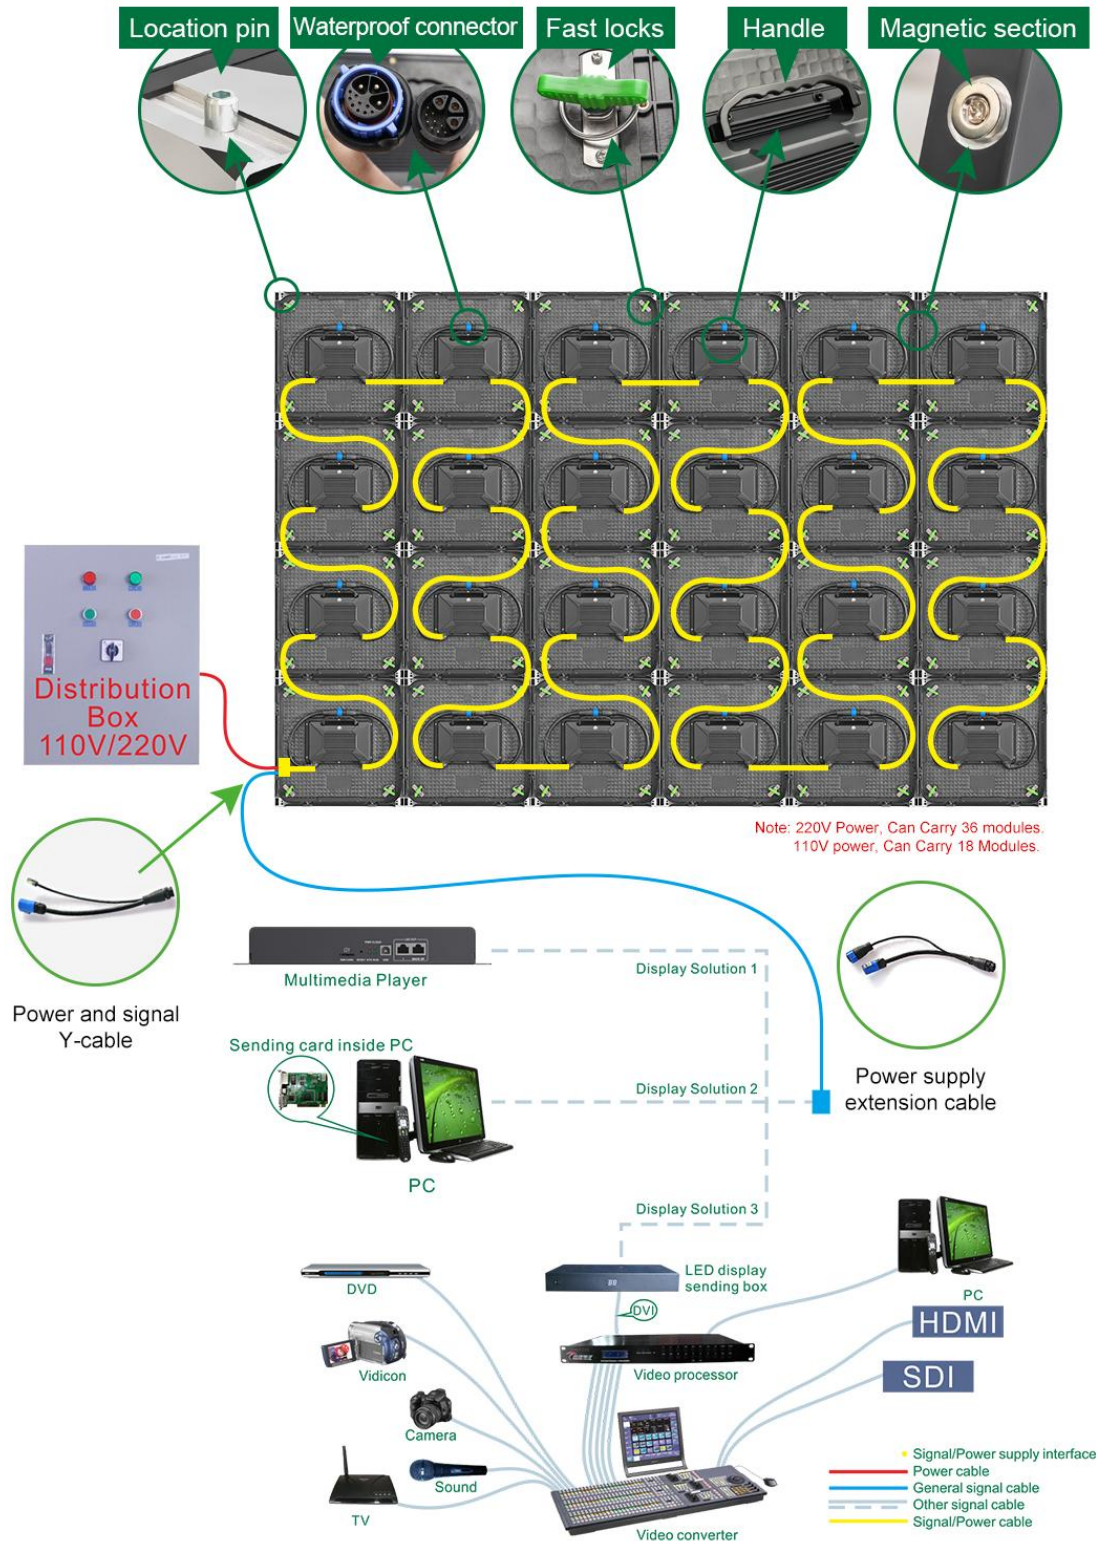 Location pin
Waterproof connector
Fast locks
Handle
Magnetic section
Distribution
Box
110V/220V
Note: 220V Power, Can Carry 36 modules.
110V power, Can Carry 18 Modules.
Power and signal
Y-cable
Multimedia Player
Display Solution 1
Sending card inside PC
Display Solution 2
Power supply
extension cable
PC
Display Solution 3
DVD
LED display
sending box
PC
DVI
HDMI
Vidicon
Video processor
SDI
Camera
Sound
TV
Video converter
Signal/Power supply interface
Power cable
General signal cable
Other signal cable
Signal/Power cable